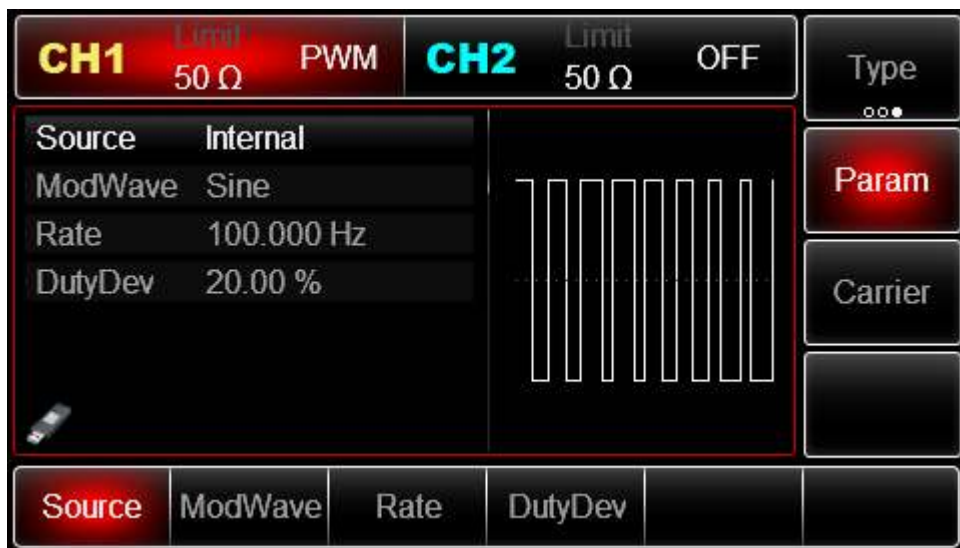 CH1 Limit 50 Ω PWM CH2 Limit 50 Ω OFF
Type
Source Internal
ModWave Sine
Rate 100.000 Hz
DutyDev 20.00 %
Param
Carrier
Source ModWave Rate DutyDev